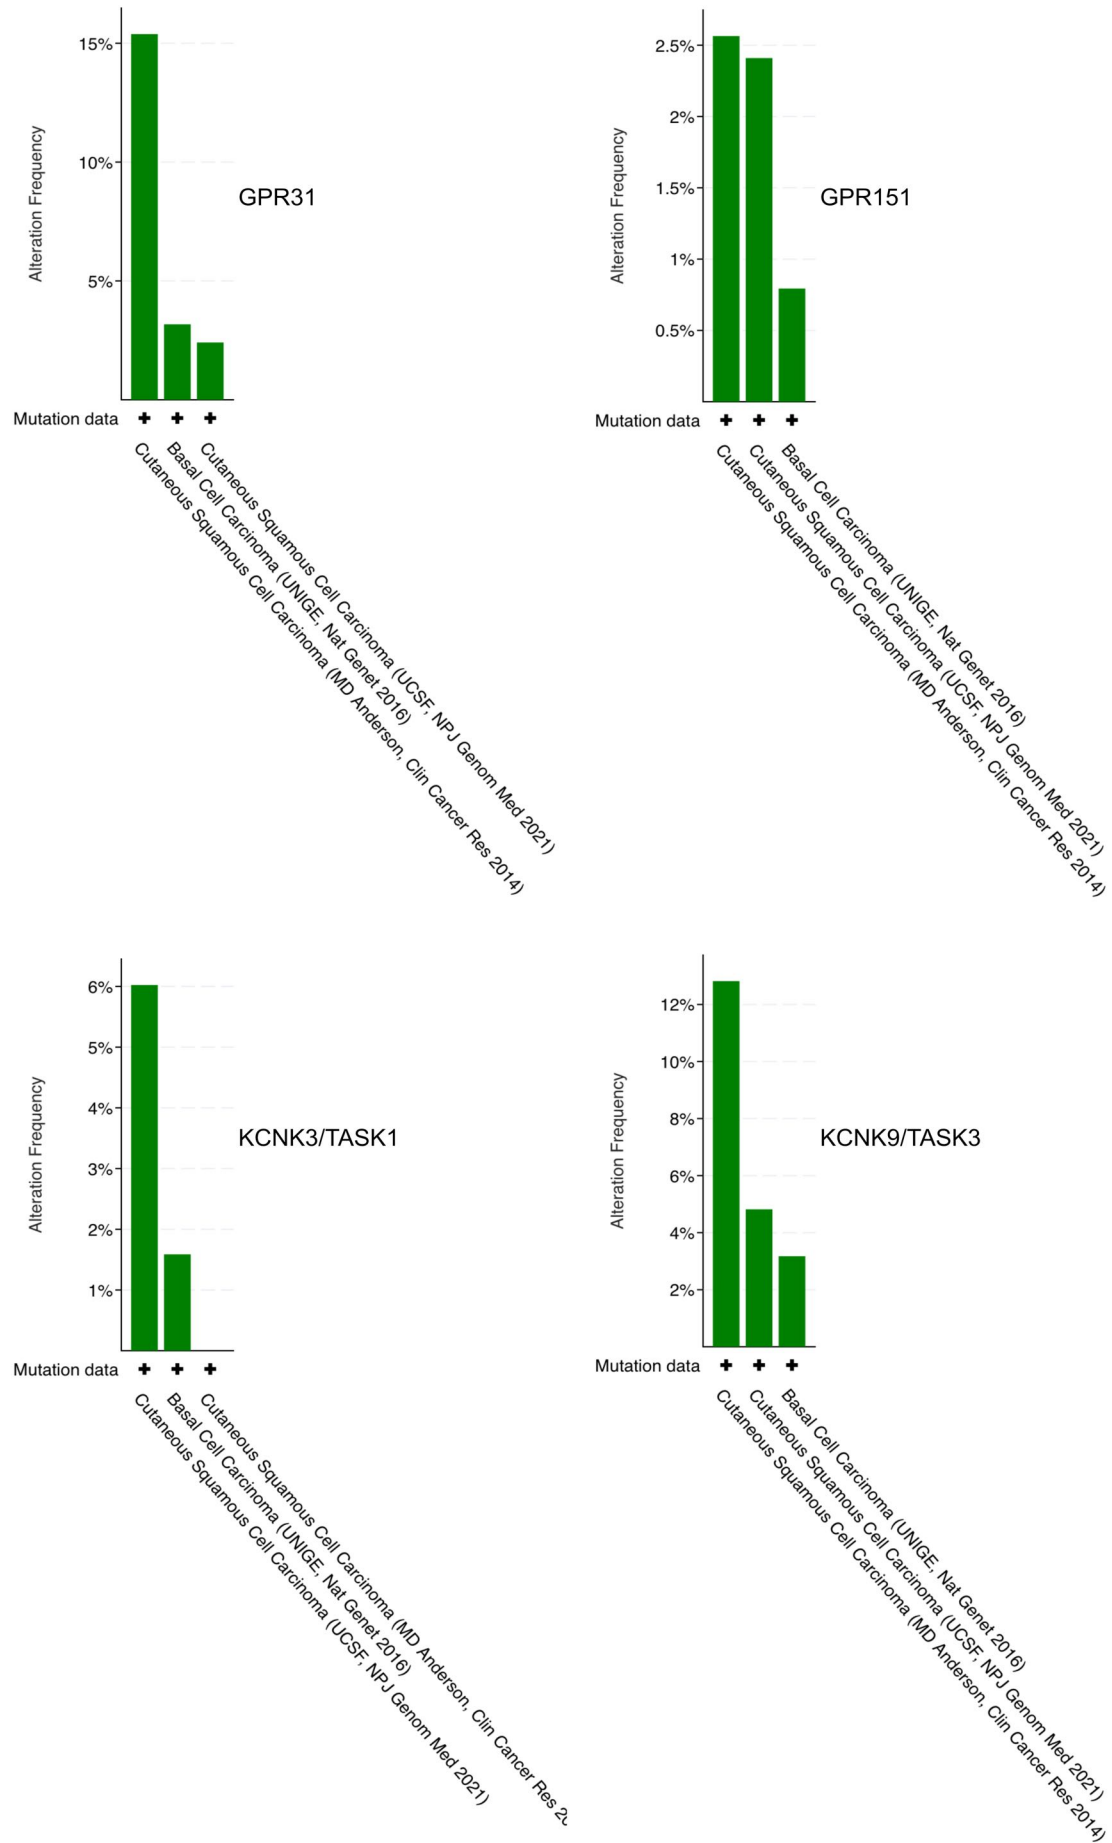 15%
10%
5%
Alteration Frequency
GPR31
Mutation data
Cutaneous Squamous Cell Carcinoma (MD Anderson, Clin Cancer Res 2014)
Basal Cell Carcinoma (UNIGE, Nat Genet 2016)
Cutaneous Squamous Cell Carcinoma (UCSF, NPJ Genom Med 2021)
2.5%
2%
1.5%
1%
0.5%
Alteration Frequency
GPR151
Mutation data
Cutaneous Squamous Cell Carcinoma (MD Anderson, Clin Cancer Res 2014)
Cutaneous Squamous Cell Carcinoma (UCSF, NPJ Genom Med 2021)
Basal Cell Carcinoma (UNIGE, Nat Genet 2016)
6%
5%
4%
3%
2%
1%
Alteration Frequency
KCNK3/TASK1
Mutation data
Cutaneous Squamous Cell Carcinoma (UCSF, NPJ Genom Med 2021)
Basal Cell Carcinoma (UNIGE, Nat Genet 2016)
Cutaneous Squamous Cell Carcinoma (MD Anderson, Clin Cancer Res
12%
10%
8%
6%
4%
2%
Alteration Frequency
KCNK9/TASK3
Mutation data
Cutaneous Squamous Cell Carcinoma (MD Anderson, Clin Cancer Res 2014)
Cutaneous Squamous Cell Carcinoma (UCSF, NPJ Genom Med 2021)
Basal Cell Carcinoma (UNIGE, Nat Genet 2016)